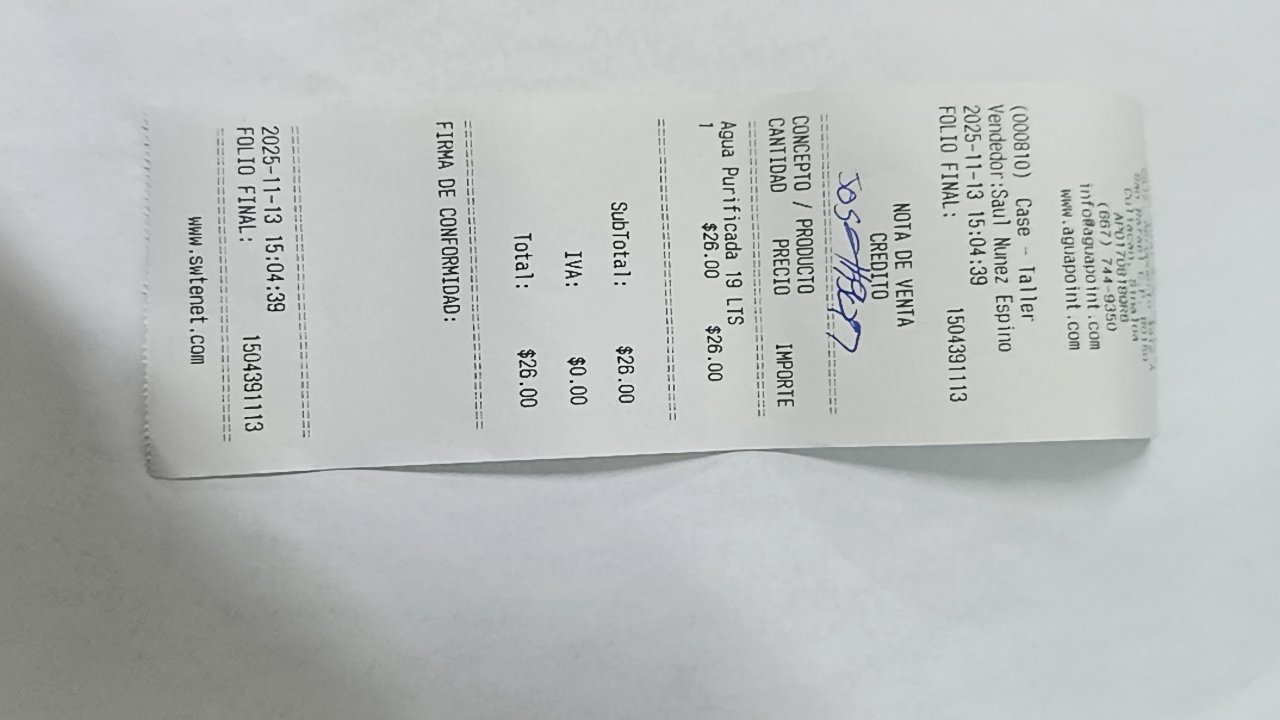 (667) 744-9350
info@aguapoint.com
www.aguapoint.com
(000810) Case - Taller
Vendedor:Saul Nunez Espino
2025-11-13 15:04:39
FOLIO FINAL: 1504391113
NOTA DE VENTA
CREDITO
CONCEPTO / PRODUCTO
CANTIDAD PRECIO IMPORTE
Agua Purificada 19 LTS
1 $26.00 $26.00
SubTotal: $26.00
IVA: $0.00
Total: $26.00
FIRMA DE CONFORMIDAD:
2025-11-13 15:04:39
FOLIO FINAL: 1504391113
www.swtenet.com